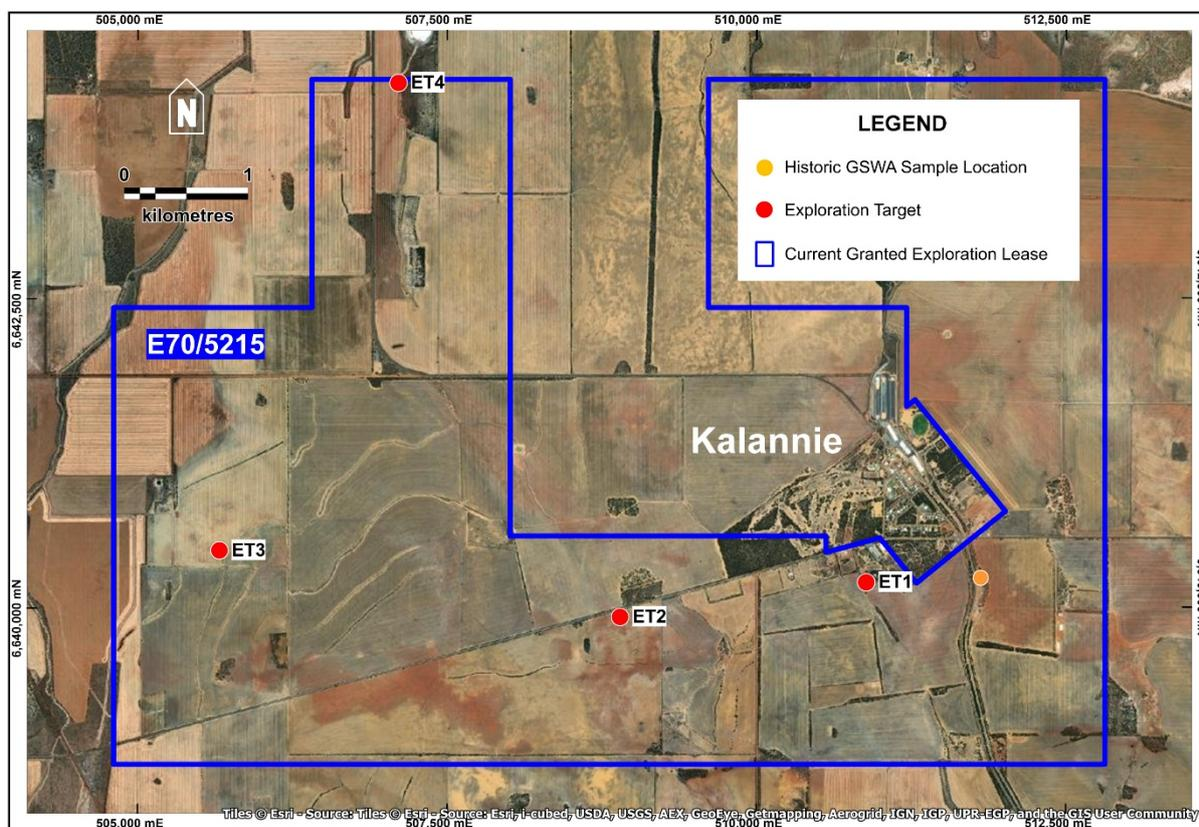 505,000 mE
507,500 mE
510,000 mE
512,500 mE
ET4
N
LEGEND
0 1
kilometres
Historic GSWA Sample Location
Exploration Target
Current Granted Exploration Lease
6,642,500 mN
E70/5215
Kalannie
ET3
ET1
ET2
6,640,000 mN
Tiles © Esri - Source: Tiles © Esri - Source: Esri, i-cubed, USDA, USGS, AEX, GeoEye, Getmapping, Aerogrid, IGN, IGP, UPR-EGP, and the GIS User Community
505,000 mE
507,500 mE
510,000 mE
512,500 mE